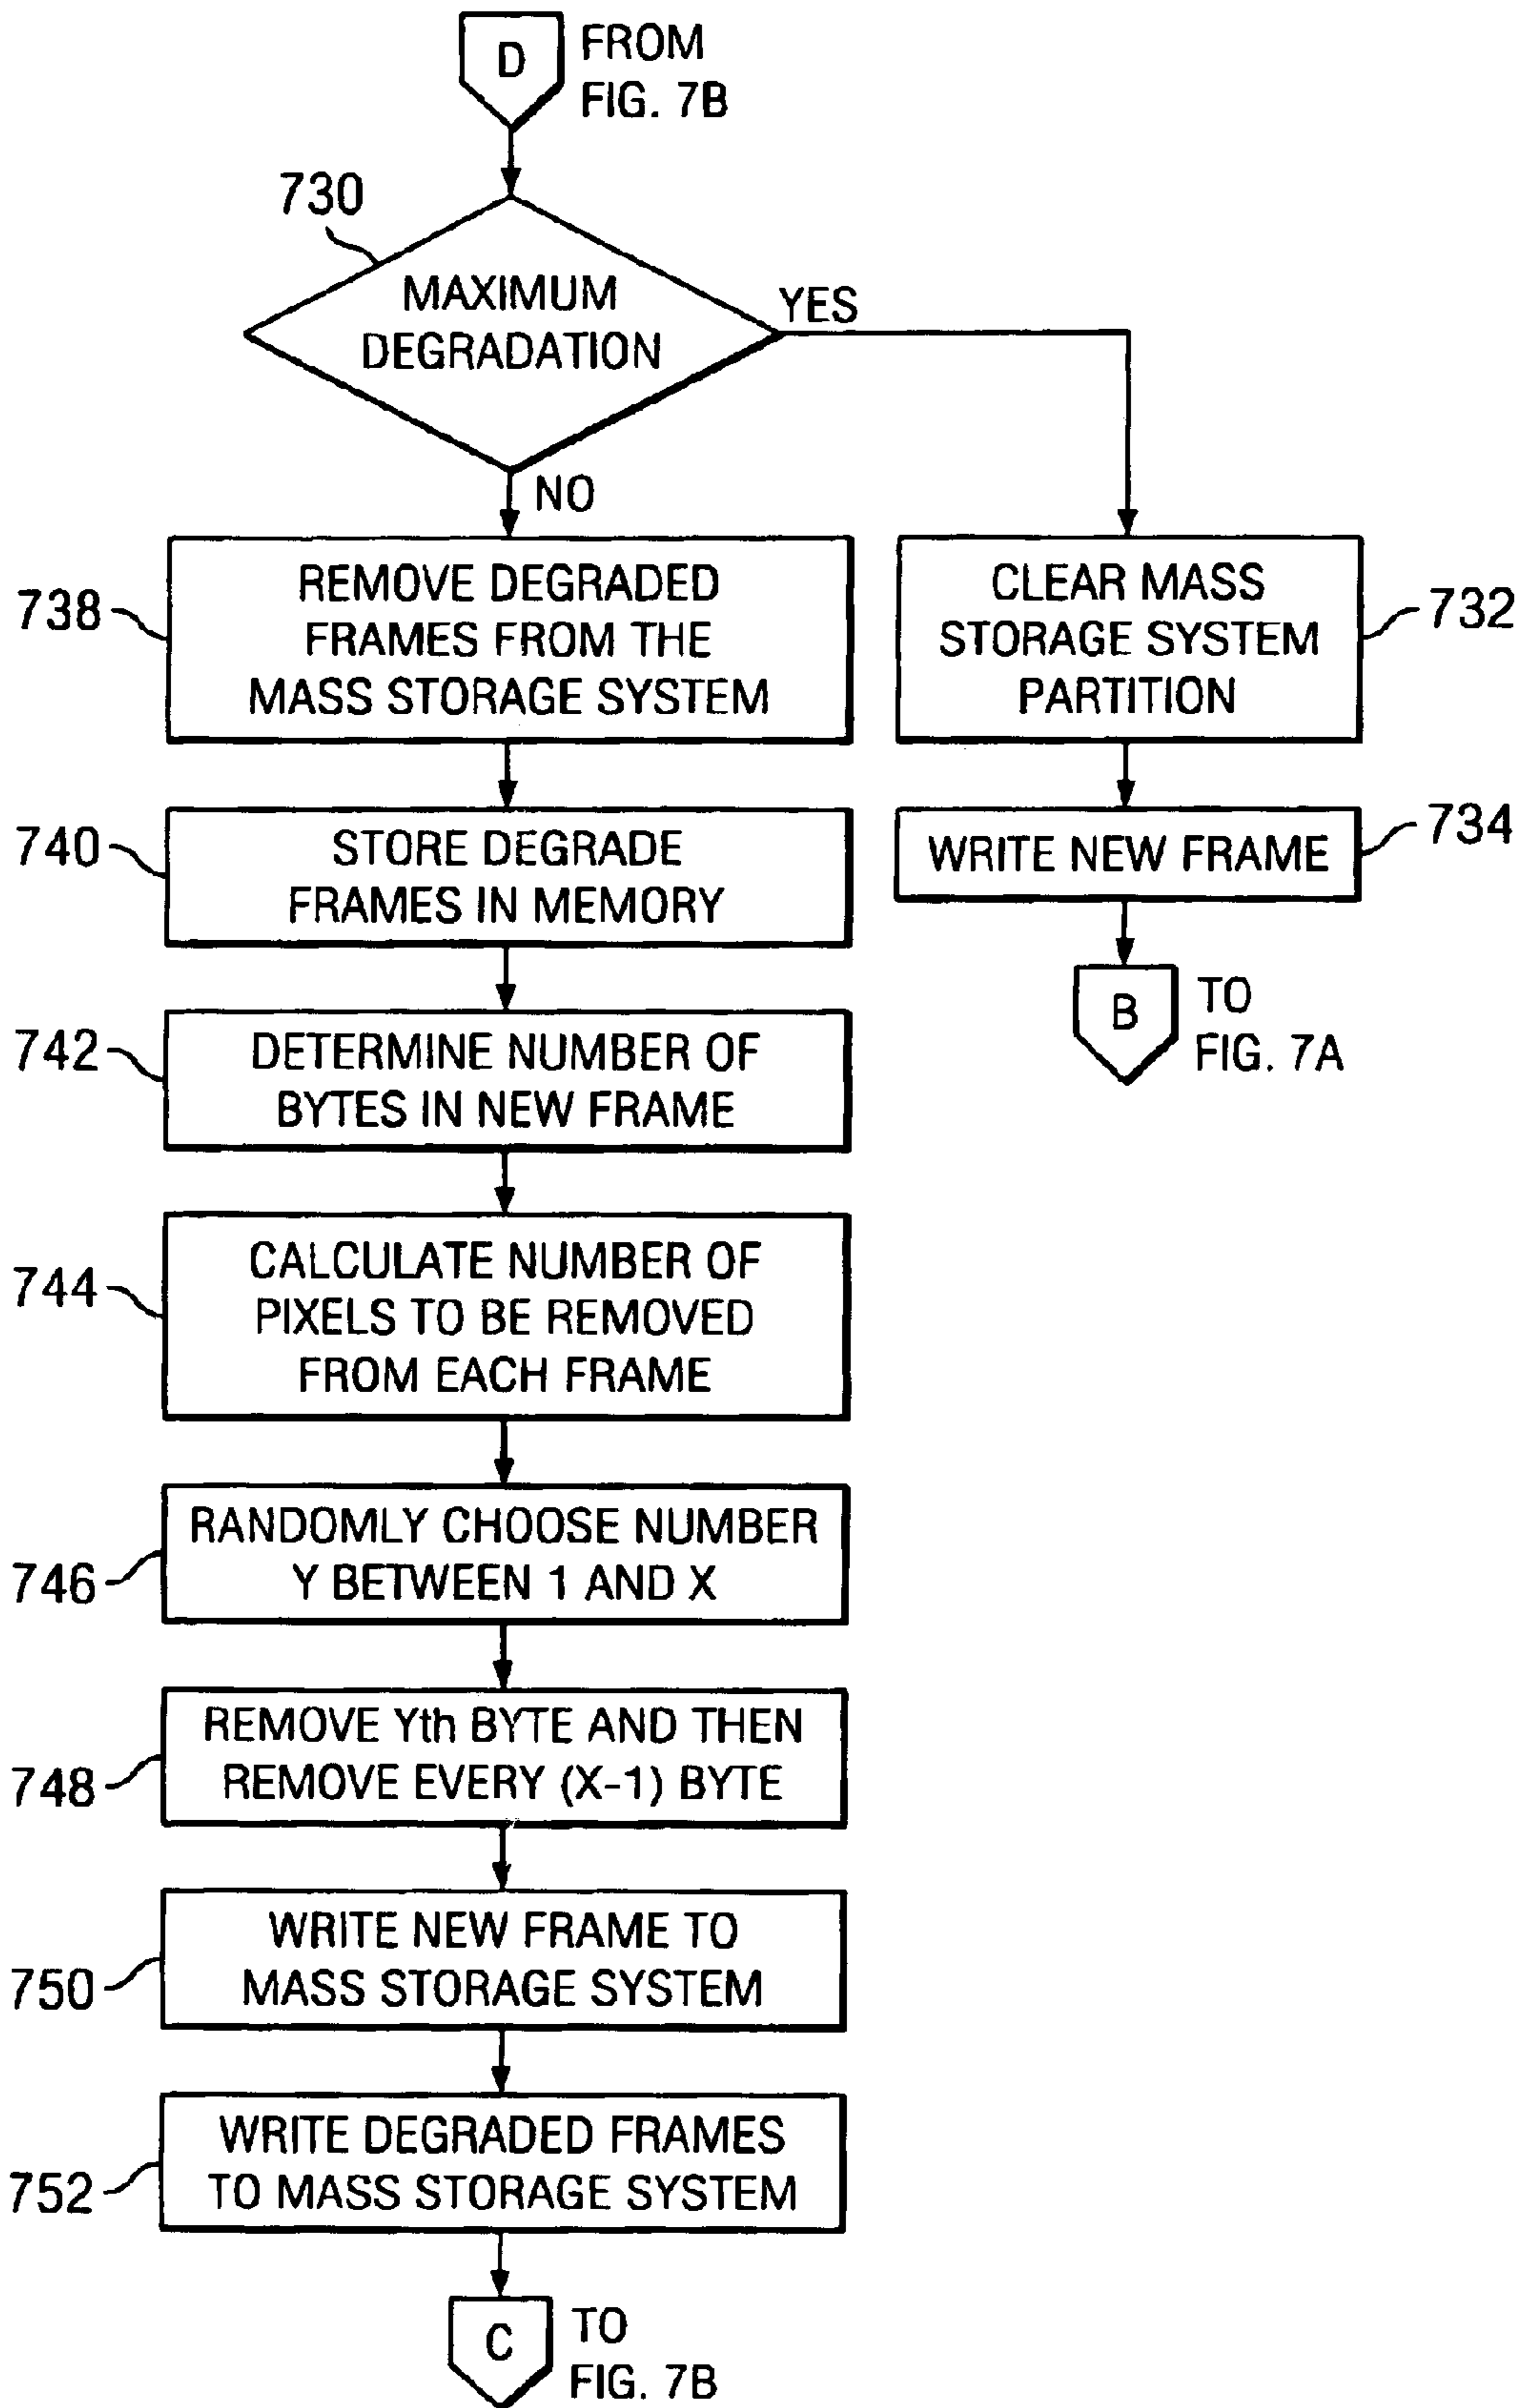 D
FROM
FIG. 7B
730
MAXIMUM
DEGRADATION
YES
NO
738
REMOVE DEGRADED
FRAMES FROM THE
MASS STORAGE SYSTEM
CLEAR MASS
STORAGE SYSTEM
PARTITION
732
740
STORE DEGRADE
FRAMES IN MEMORY
WRITE NEW FRAME
734
B
TO
FIG. 7A
742
DETERMINE NUMBER OF
BYTES IN NEW FRAME
744
CALCULATE NUMBER OF
PIXELS TO BE REMOVED
FROM EACH FRAME
746
RANDOMLY CHOOSE NUMBER
Y BETWEEN 1 AND X
748
REMOVE Yth BYTE AND THEN
REMOVE EVERY (X-1) BYTE
750
WRITE NEW FRAME TO
MASS STORAGE SYSTEM
752
WRITE DEGRADED FRAMES
TO MASS STORAGE SYSTEM
C
TO
FIG. 7B